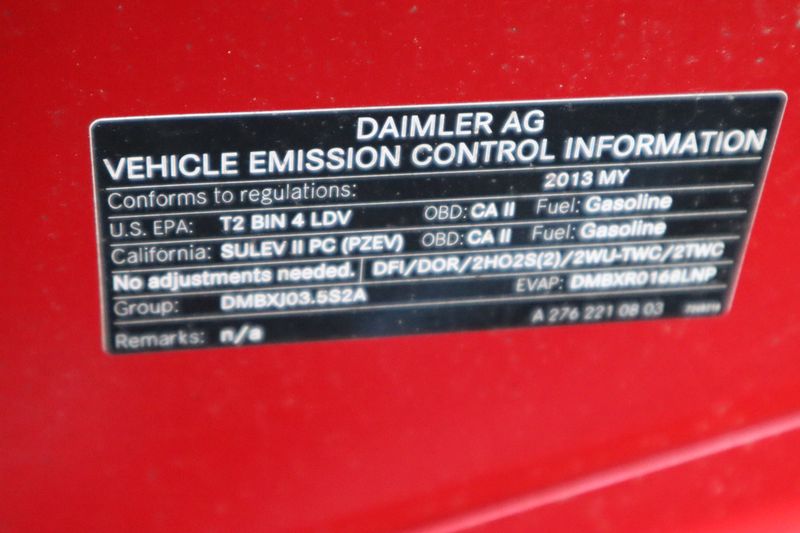 DAIMLER AG
VEHICLE EMISSION CONTROL INFORMATION
Conforms to regulations: 2013 MY
U.S. EPA: T2 BIN 4 LDV OBD: CA II Fuel: Gasoline
California: SULEV II PC (PZEV) OBD: CA II Fuel: Gasoline
No adjustments needed. DFI/DOR/2HO2S(2)/2WU-TWC/2TWC
Group: DMBXJ03.5S2A EVAP: DMBXR0168LNP
Remarks: n/a A 276 221 08 03